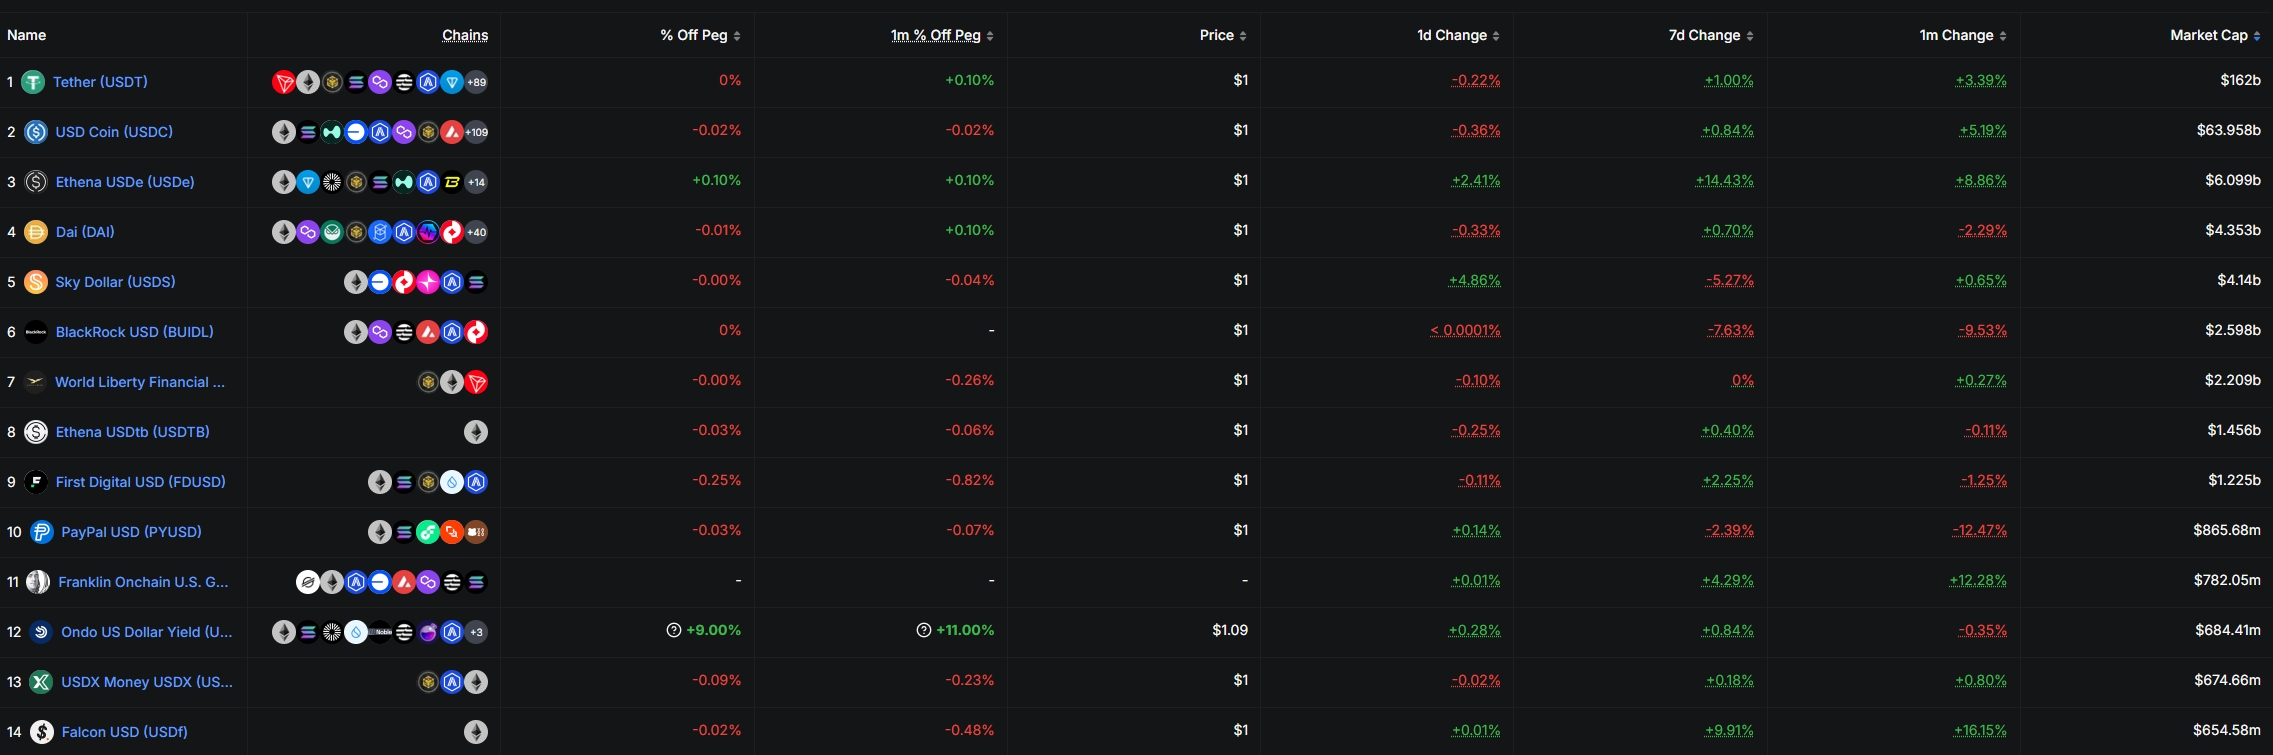 Name Chains % Off Peg 1m % Off Peg Price 1d Change 7d Change 1m Change Market Cap
1 Tether (USDT) +89 0% +0.10% $1 -0.22% +1.00% +3.39% $162b
2 USD Coin (USDC) +109 -0.02% -0.02% $1 -0.36% +0.84% +5.19% $63.958b
3 Ethena USDe (USDe) +14 +0.10% +0.10% $1 +2.41% +14.43% +8.86% $6.099b
4 Dai (DAI) +40 -0.01% +0.10% $1 -0.33% +0.70% -2.29% $4.353b
5 Sky Dollar (USDS) -0.00% -0.04% $1 +4.86% -5.27% +0.65% $4.14b
6 BlackRock BlackRock USD (BUIDL) 0% - $1 < 0.0001% -7.63% -9.53% $2.598b
7 World Liberty Financial ... -0.00% -0.26% $1 -0.10% 0% +0.27% $2.209b
8 Ethena USDtb (USDTB) -0.03% -0.06% $1 -0.25% +0.40% -0.11% $1.456b
9 First Digital USD (FDUSD) -0.25% -0.82% $1 -0.11% +2.25% -1.25% $1.225b
10 PayPal USD (PYUSD) -0.03% -0.07% $1 +0.14% -2.39% -12.47% $865.68m
11 Franklin Onchain U.S. G... - - - +0.01% +4.29% +12.28% $782.05m
12 Ondo US Dollar Yield (U... Noble +3 +9.00% +11.00% $1.09 +0.28% +0.84% -0.35% $684.41m
13 USDX Money USDX (US... -0.09% -0.23% $1 -0.02% +0.18% +0.80% $674.66m
14 Falcon USD (USDf) -0.02% -0.48% $1 +0.01% +9.91% +16.15% $654.58m